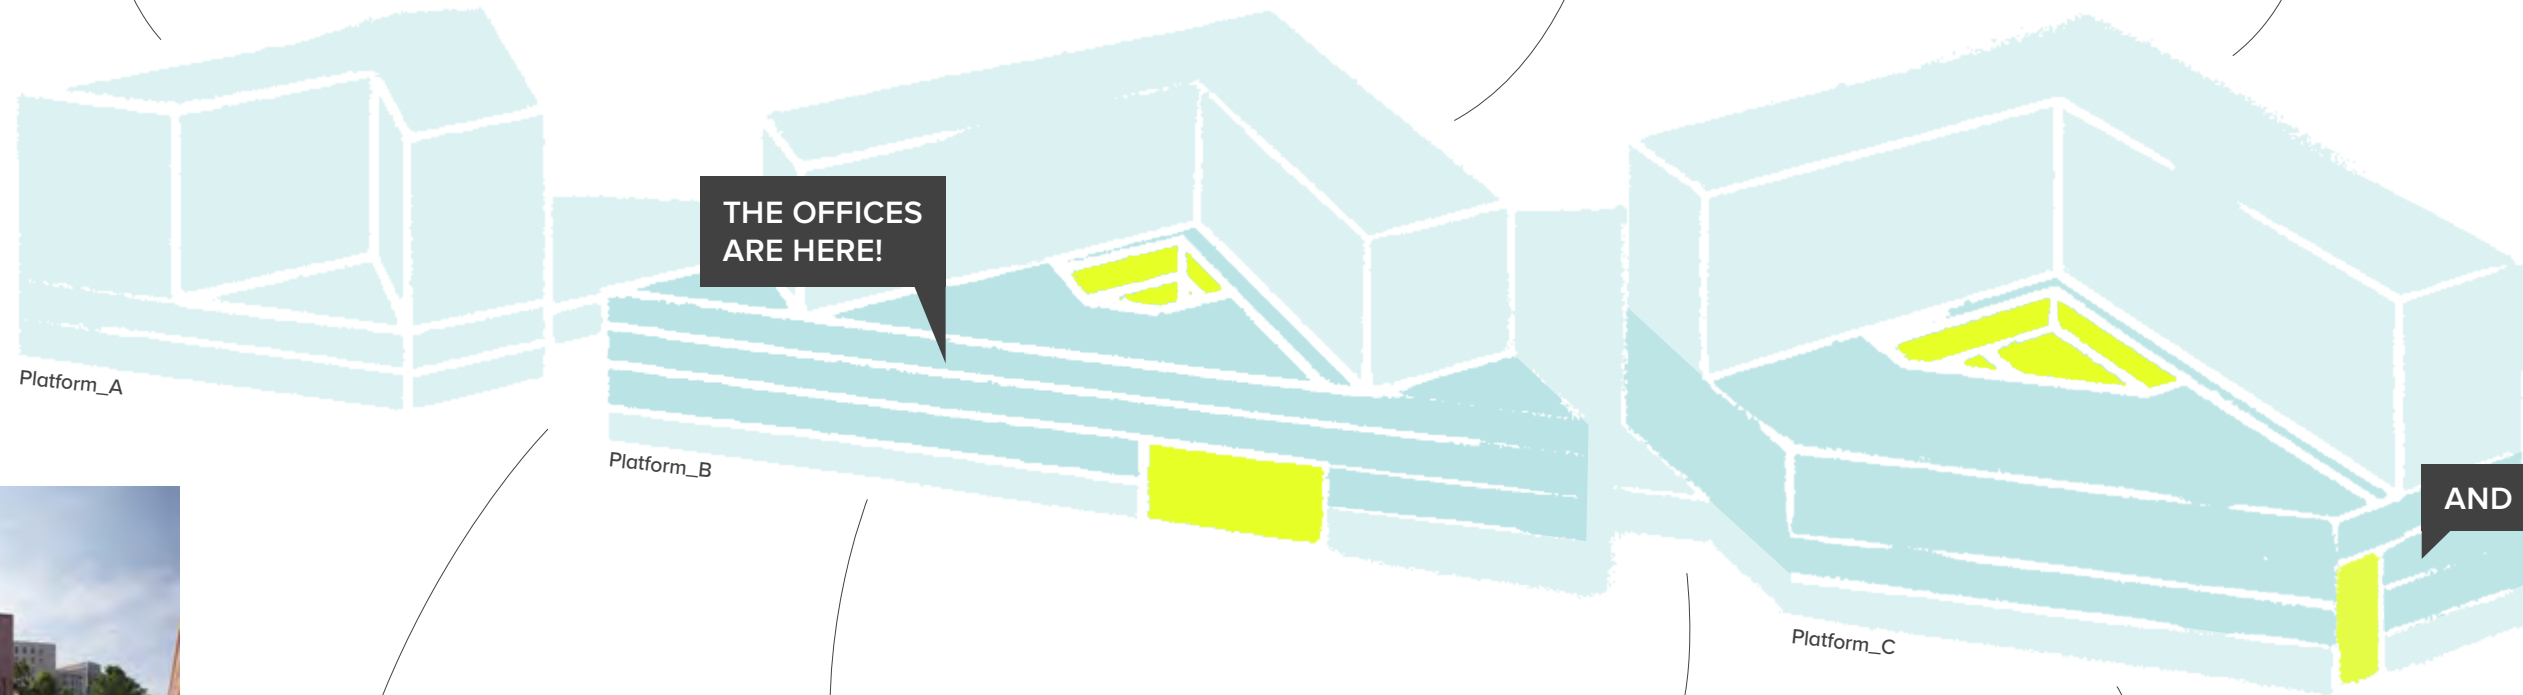 THE OFFICES
ARE HERE!
Platform_A
Platform_B
AND
Platform_C